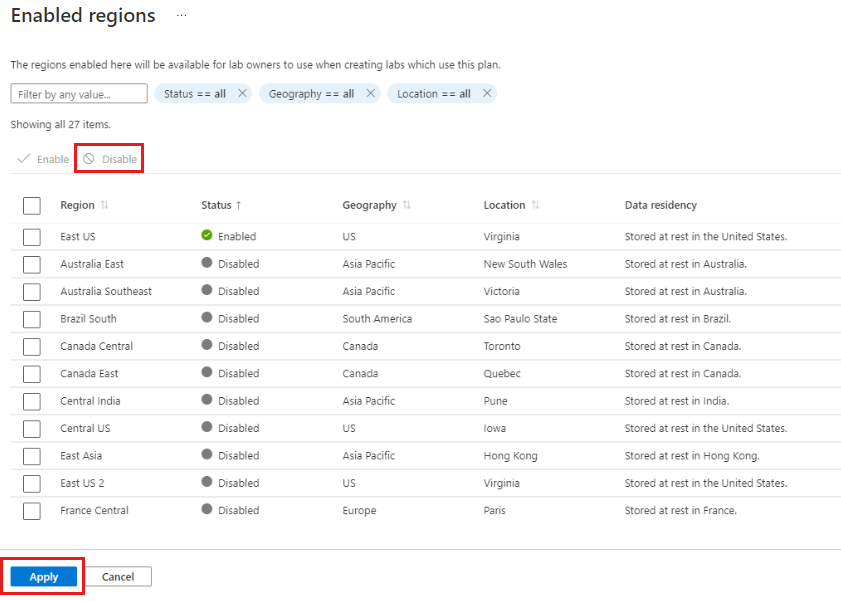 Enabled regions ...
The regions enabled here will be available for lab owners to use when creating labs which use this plan.
Filter by any value... Status == all Geography == all Location == all
Showing all 27 items.
Enable Disable
Region Status Geography Location Data residency
East US Enabled US Virginia Stored at rest in the United States.
Australia East Disabled Asia Pacific New South Wales Stored at rest in Australia.
Australia Southeast Disabled Asia Pacific Victoria Stored at rest in Australia.
Brazil South Disabled South America Sao Paulo State Stored at rest in Brazil.
Canada Central Disabled Canada Toronto Stored at rest in Canada.
Canada East Disabled Canada Quebec Stored at rest in Canada.
Central India Disabled Asia Pacific Pune Stored at rest in India.
Central US Disabled US Iowa Stored at rest in the United States.
East Asia Disabled Asia Pacific Hong Kong Stored at rest in Hong Kong.
East US 2 Disabled US Virginia Stored at rest in the United States.
France Central Disabled Europe Paris Stored at rest in France.
Apply Cancel